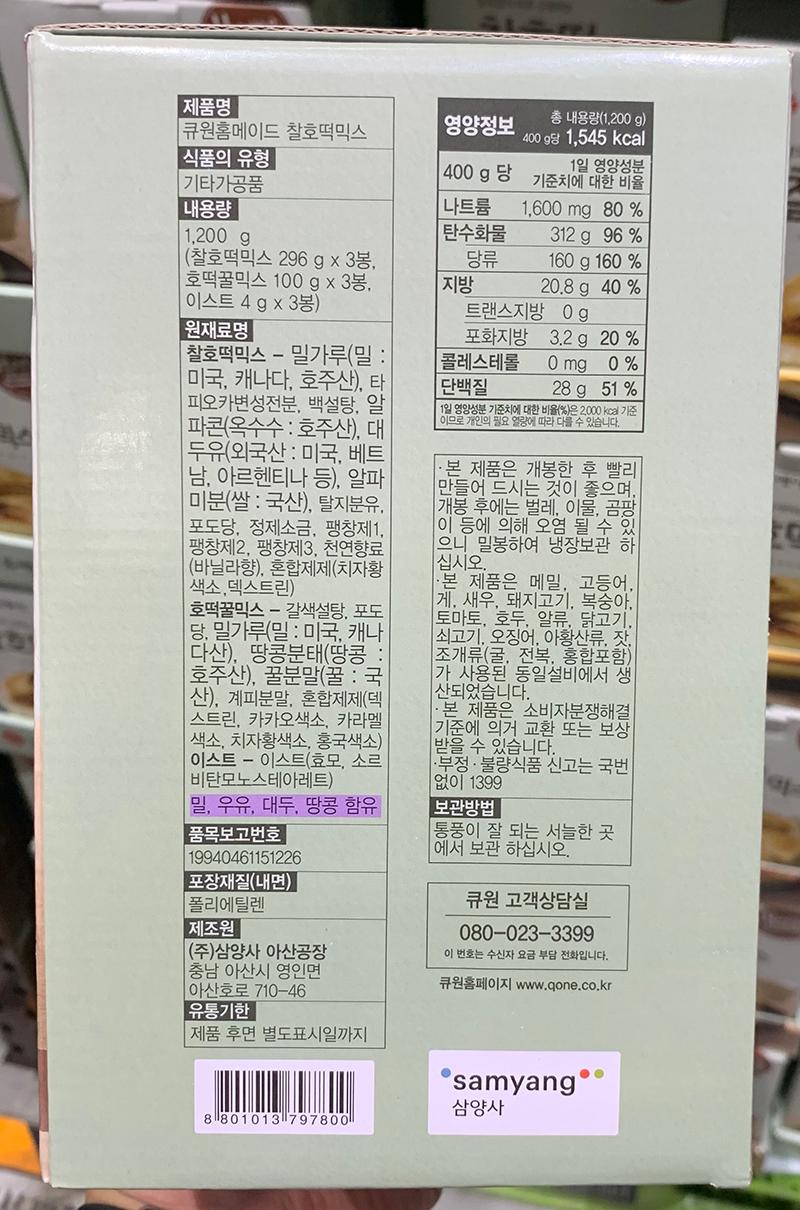 제품명
큐원홈메이드 찰호떡믹스
식품의 유형
기타가공품
내용량
1,200 g
(찰호떡믹스 296 g x 3봉,
호떡꿀믹스 100 g x 3봉,
이스트 4 g x 3봉)
원재료명
찰호떡믹스 – 밀가루(밀 :
미국, 캐나다, 호주산), 타
피오카변성전분, 백설탕, 알
파콘(옥수수 : 호주산), 대
두유(외국산 : 미국, 베트
남, 아르헨티나 등), 알파
미분(쌀 : 국산), 탈지분유,
포도당, 정제소금, 팽창제1,
팽창제2, 팽창제3, 천연향료
(바닐라향), 혼합제제(치자황
색소,덱스트린)
호떡꿀믹스 – 갈색설탕, 포도
당, 밀가루(밀 : 미국, 캐나
다산), 땅콩분태(땅콩 :
호주산), 꿀분말(꿀 : 국
산), 계피분말, 혼합제제(덱
스트린, 카카오색소, 카라멜
색소, 치자황색소, 홍국색소)
이스트 – 이스트(효모, 소르
비탄모노스테아레트)
밀, 우유, 대두, 땅콩 함유
품목보고번호
19940461151226
포장재질(내면)
폴리에틸렌
제조원
(주)삼양사 아산공장
충남 아산시 영인면
아산호로 710–46
유통기한
제품 후면 별도표시일까지
8 801013 797800
영양정보
총 내용량(1,200 g)
400 g당 1,545 kcal
400 g 당
1일 영양성분
기준치에 대한 비율
나트륨 1,600 mg 80 %
탄수화물 312 g 96 %
당류 160 g 160 %
지방 20.8 g 40 %
트랜스지방 0 g
포화지방 3.2 g 20 %
콜레스테롤 0 mg 0 %
단백질 28 g 51 %
1일 영양성분 기준치에 대한 비율(%)은 2,000 kcal 기준
이므로 개인의 필요 열량에 따라 다를 수 있습니다.
·본 제품은 개봉한 후 빨리
만들어 드시는 것이 좋으며,
개봉 후에는 벌레, 이물, 곰팡
이 등에 의해 오염 될 수 있
으니 밀봉하여 냉장보관 하
십시오.
·본 제품은 메밀, 고등어,
게, 새우, 돼지고기, 복숭아,
토마토, 호두, 알류, 닭고기,
쇠고기, 오징어, 아황산류, 잣,
조개류(굴, 전복, 홍합포함)
가 사용된 동일설비에서 생
산되었습니다.
·본 제품은 소비자분쟁해결
기준에 의거 교환 또는 보상
받을 수 있습니다.
·부정·불량식품 신고는 국번
없이 1399
보관방법
통풍이 잘 되는 서늘한 곳
에서 보관 하십시오.
큐원 고객상담실
080–023–3399
이 번호는 수신자 요금 부담 전화입니다.
큐원홈페이지 www.qone.co.kr
samyang
삼양사